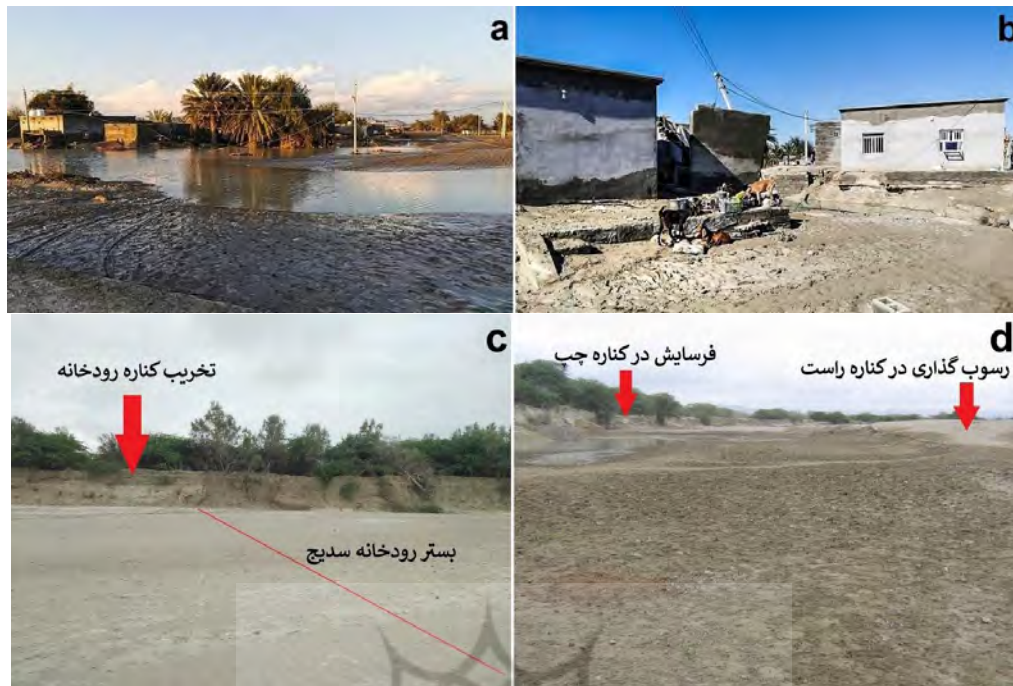 a
b
c
تخریب کناره رودخانه
بستر رودخانه سدیج
d
فرسایش در کناره چپ
رسوب گذاری در کناره راست